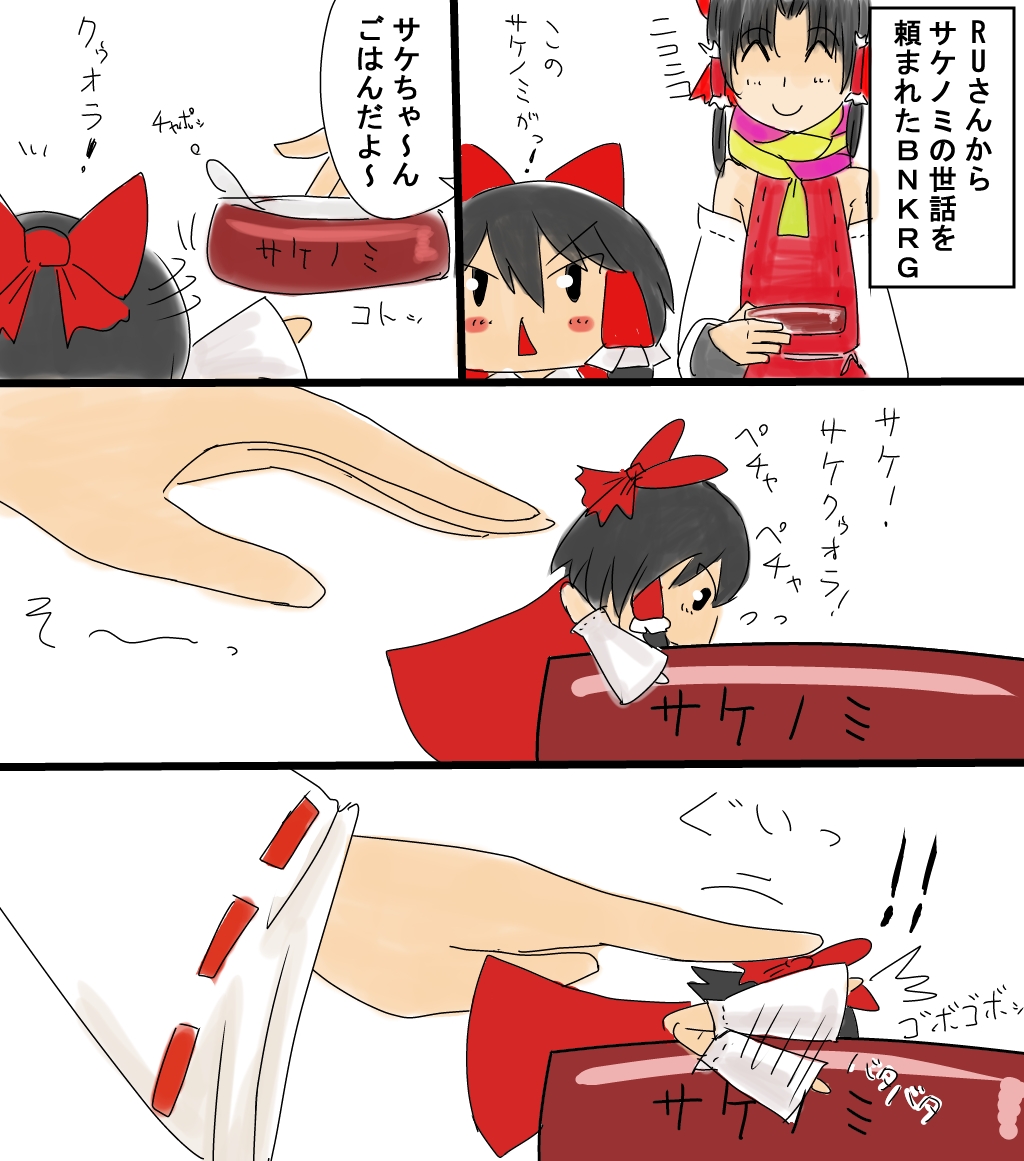 RUさんから
サケノミの世話を
頼まれたBNKRG
ニコニコ
この
サケノミがっ!
サケちゃ～ん
ごはんだよ～
チャポッ
サケノミ
コトッ
クゥオラ!
サケ!
サケクゥオラ!
ペチャ
ペチャ
っっ
そ～っ
サケノミ
ぐいっ
!!
ゴボゴボッ
バタバタ
サケノミ